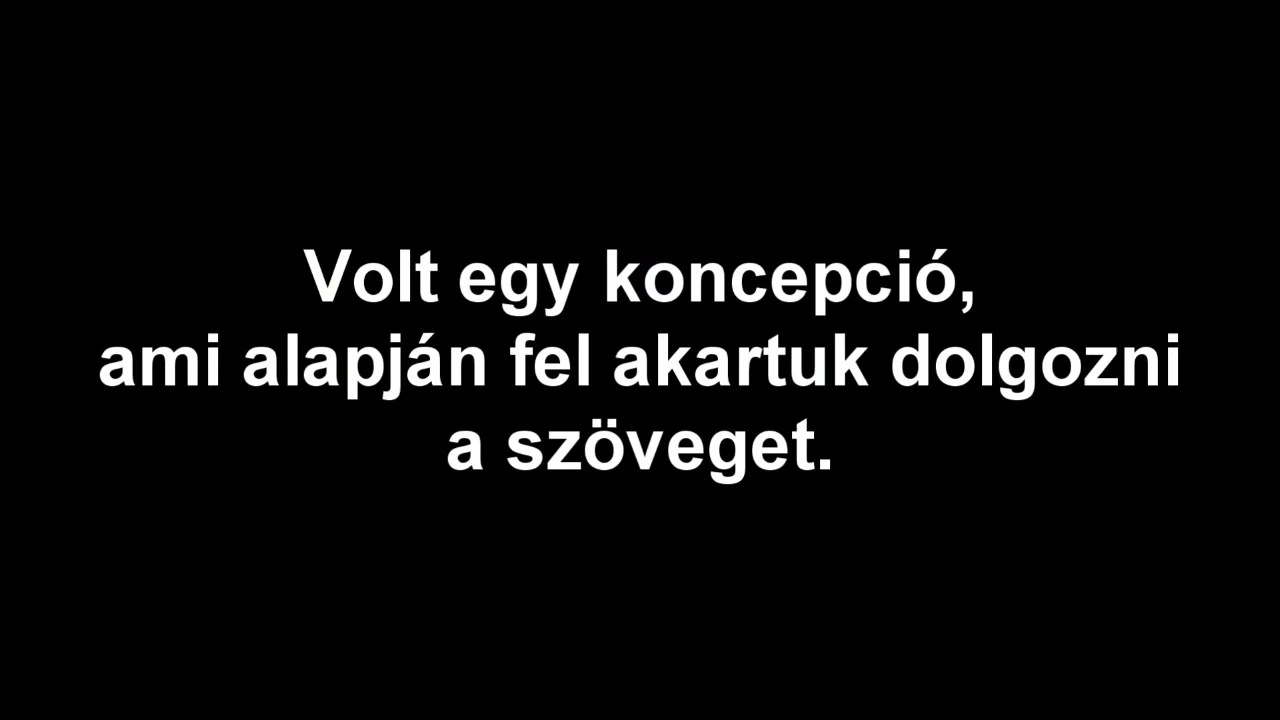 Volt egy koncepció,
ami alapján fel akartuk dolgozni
a szöveget.